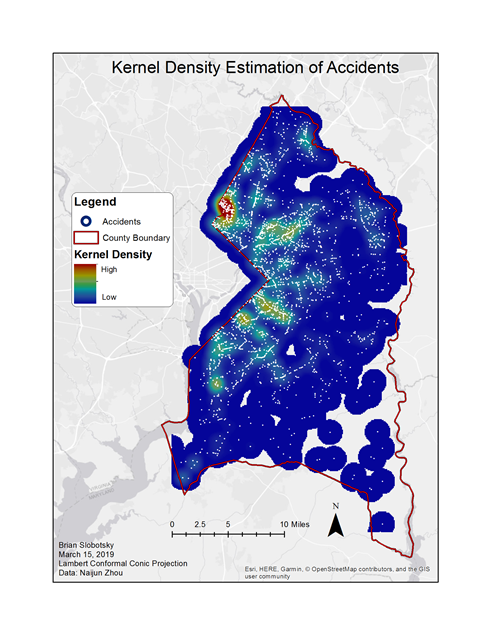 Kernel Density Estimation of Accidents
Legend
Accidents
County Boundary
Kernel Density
High
Low
VIRGINIA
MARYLAND
0 2.5 5 10 Miles
N
Brian Slobotsky
March 15, 2019
Lambert Conformal Conic Projection
Data: Naijun Zhou
Esri, HERE, Garmin, © OpenStreetMap contributors, and the GIS
user community